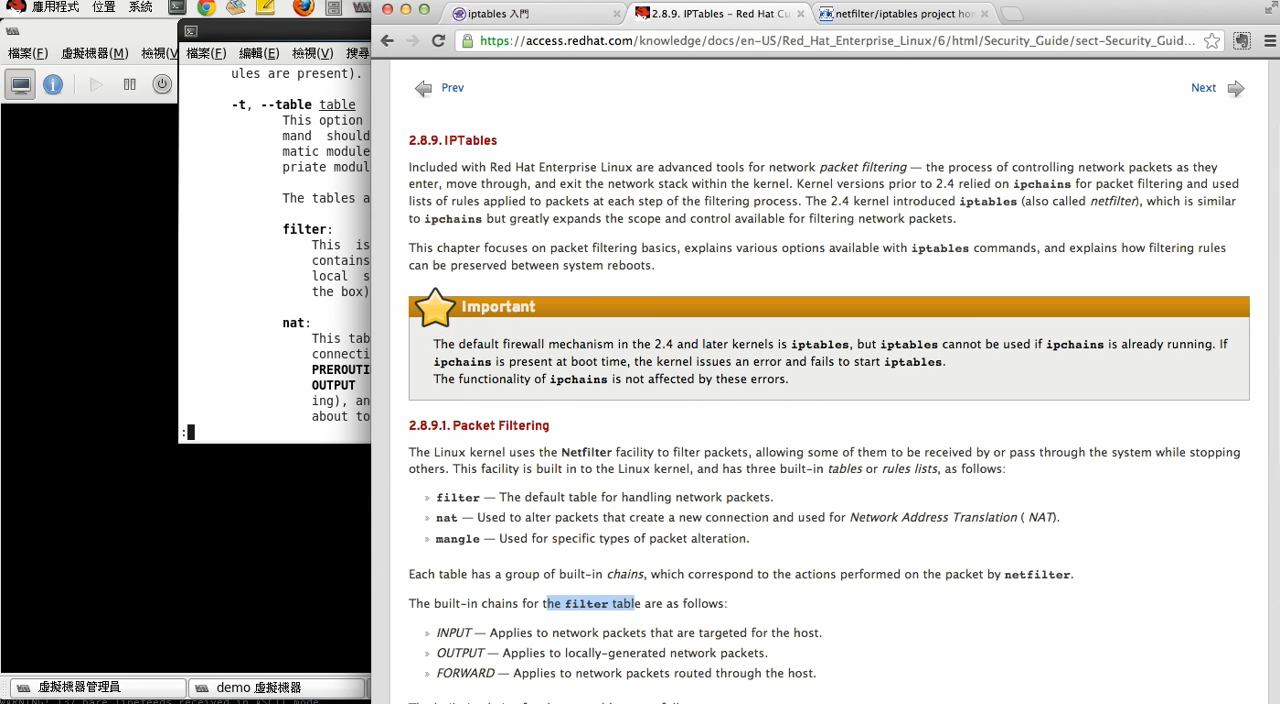 應用程式 位置 系統
檔案(F) 虛擬機器(M) 檢視(V)
檔案(F) 編輯(E) 檢視(V) 搜尋
ules are present).
-t, --table table
This option
mand should
matic module
priate modul
The tables a
filter:
This is
contains
local s
the box)
nat:
This tab
connecti
PREROUTI
OUTPUT
ing), an
about to
:
虛擬機器管理員
demo 虛擬機器
iptables 入門
2.8.9. IPTables – Red Hat Cu
netfilter/iptables project hom
https://access.redhat.com/knowledge/docs/en-US/Red_Hat_Enterprise_Linux/6/html/Security_Guide/sect-Security_Guid...
Prev
Next
2.8.9. IPTables
Included with Red Hat Enterprise Linux are advanced tools for network packet filtering — the process of controlling network packets as they
enter, move through, and exit the network stack within the kernel. Kernel versions prior to 2.4 relied on ipchains for packet filtering and used
lists of rules applied to packets at each step of the filtering process. The 2.4 kernel introduced iptables (also called netfilter), which is similar
to ipchains but greatly expands the scope and control available for filtering network packets.
This chapter focuses on packet filtering basics, explains various options available with iptables commands, and explains how filtering rules
can be preserved between system reboots.
Important
The default firewall mechanism in the 2.4 and later kernels is iptables, but iptables cannot be used if ipchains is already running. If
ipchains is present at boot time, the kernel issues an error and fails to start iptables.
The functionality of ipchains is not affected by these errors.
2.8.9.1. Packet Filtering
The Linux kernel uses the Netfilter facility to filter packets, allowing some of them to be received by or pass through the system while stopping
others. This facility is built in to the Linux kernel, and has three built-in tables or rules lists, as follows:
» filter — The default table for handling network packets.
» nat — Used to alter packets that create a new connection and used for Network Address Translation ( NAT).
» mangle — Used for specific types of packet alteration.
Each table has a group of built-in chains, which correspond to the actions performed on the packet by netfilter.
The built-in chains for the filter table are as follows:
» INPUT — Applies to network packets that are targeted for the host.
» OUTPUT — Applies to locally-generated network packets.
» FORWARD — Applies to network packets routed through the host.